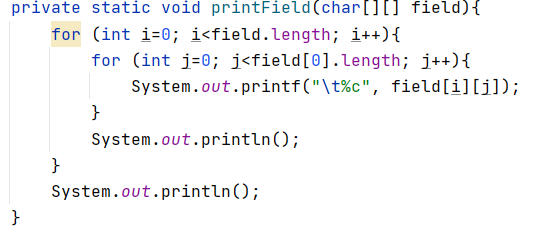 private static void printField(char[][] field){
    for (int i=0; i<field.length; i++){
        for (int j=0; j<field[0].length; j++){
            System.out.printf("\t%c", field[i][j]);
        }
        System.out.println();
    }
    System.out.println();
}